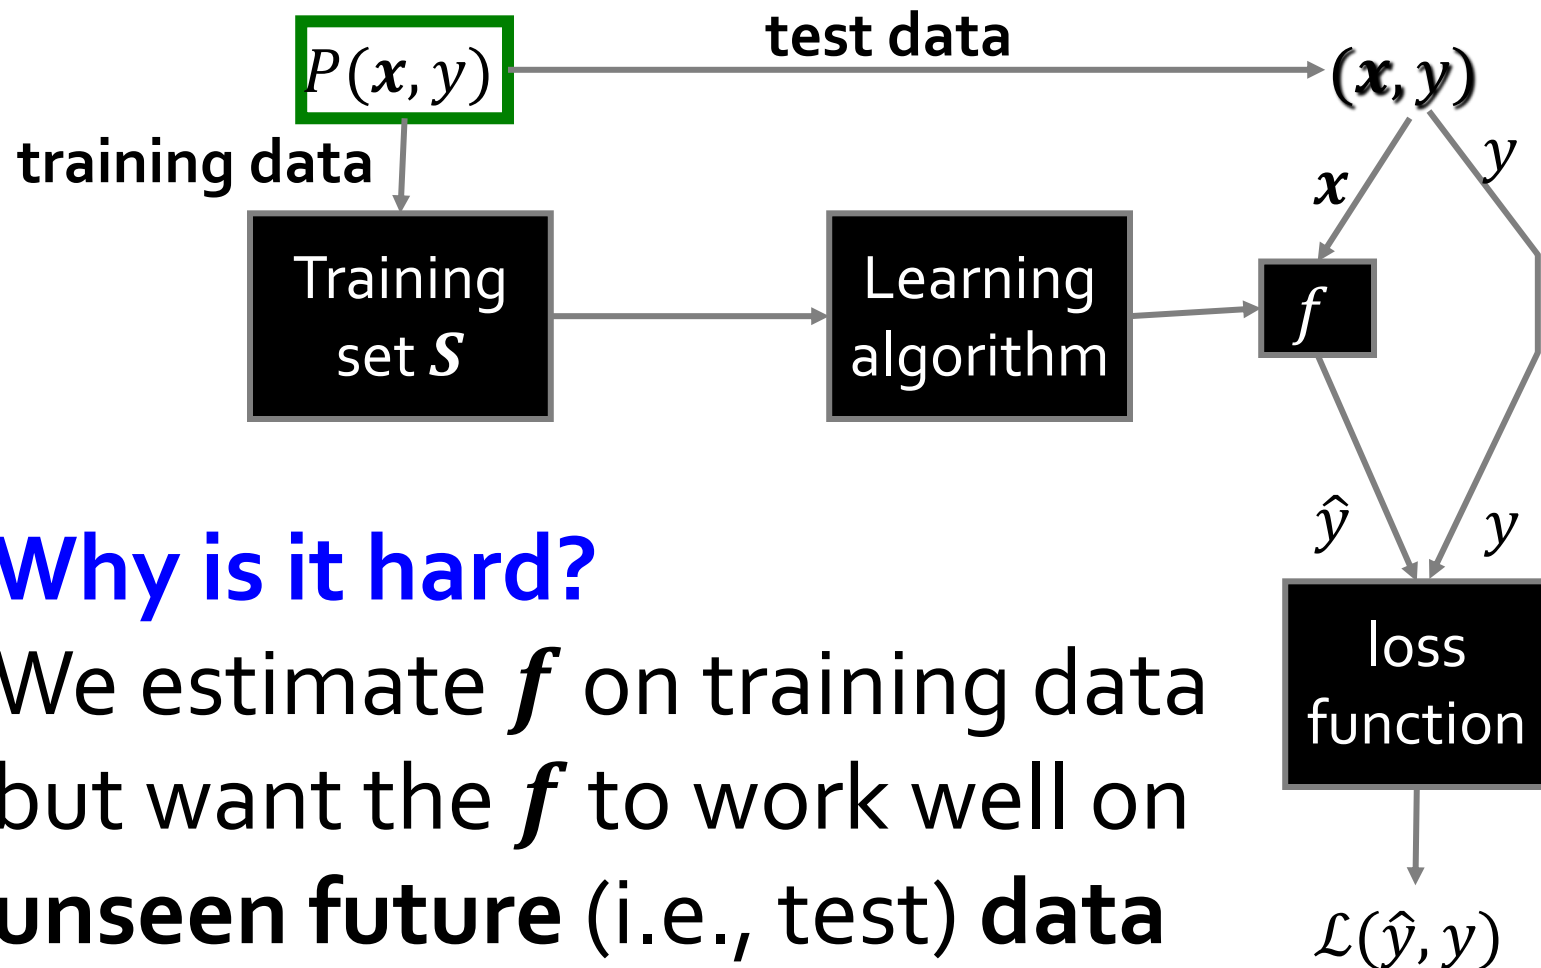 test data
P(x, y)
(x, y)
training data
x
y
Training
set S
Learning
algorithm
f
ŷ
y
Why is it hard?
We estimate f on training data
but want the f to work well on
unseen future (i.e., test) data
loss
function
ℒ(ŷ, y)